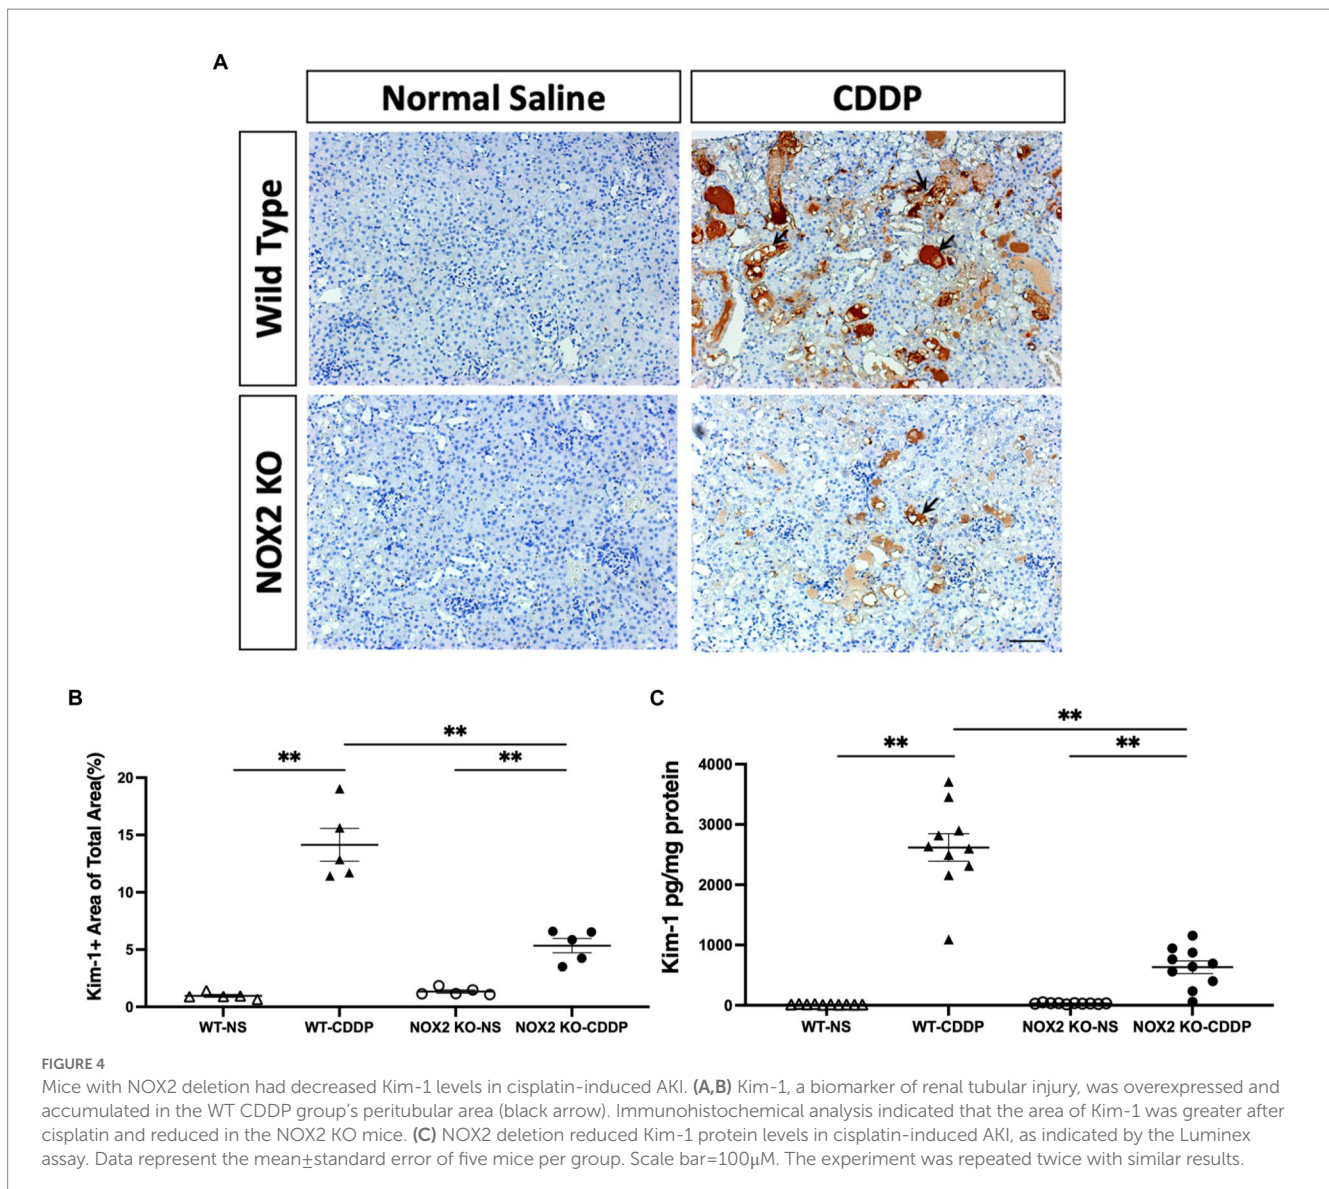 A
Normal Saline
CDDP
Wild Type
NOX2 KO
B
Kim-1+ Area of Total Area(%)
20
15
10
5
0
**
**
**
WT-NS
WT-CDDP
NOX2 KO-NS
NOX2 KO-CDDP
C
Kim-1 pg/mg protein
4000
3000
2000
1000
0
**
**
**
WT-NS
WT-CDDP
NOX2 KO-NS
NOX2 KO-CDDP
FIGURE 4
Mice with NOX2 deletion had decreased Kim-1 levels in cisplatin-induced AKI. (A,B) Kim-1, a biomarker of renal tubular injury, was overexpressed and
accumulated in the WT CDDP group's peritubular area (black arrow). Immunohistochemical analysis indicated that the area of Kim-1 was greater after
cisplatin and reduced in the NOX2 KO mice. (C) NOX2 deletion reduced Kim-1 protein levels in cisplatin-induced AKI, as indicated by the Luminex
assay. Data represent the mean±standard error of five mice per group. Scale bar=100μM. The experiment was repeated twice with similar results.